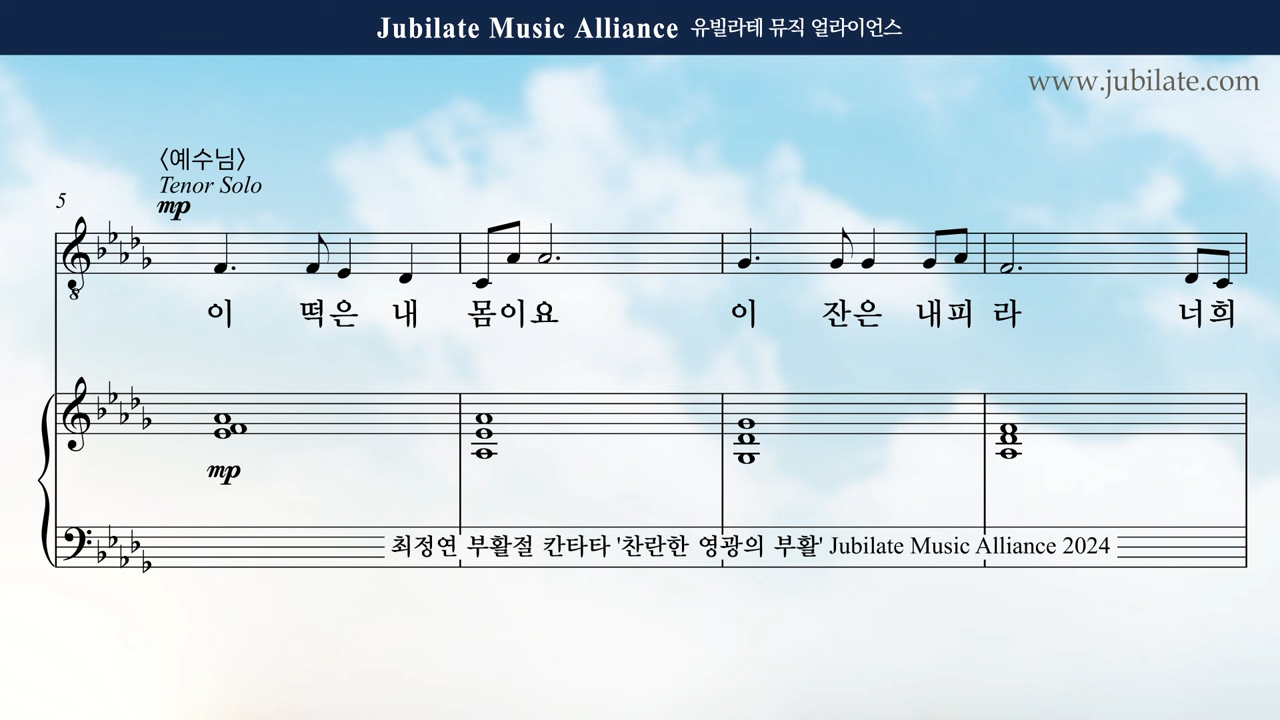 Jubilate Music Alliance 유빌라테 뮤직 얼라이언스
www.jubilate.com
〈예수님〉
Tenor Solo
5
mp
이 떡은 내 몸이요 이 잔은 내피 라 너희
mp
최정연 부활절 칸타타 '찬란한 영광의 부활' Jubilate Music Alliance 2024